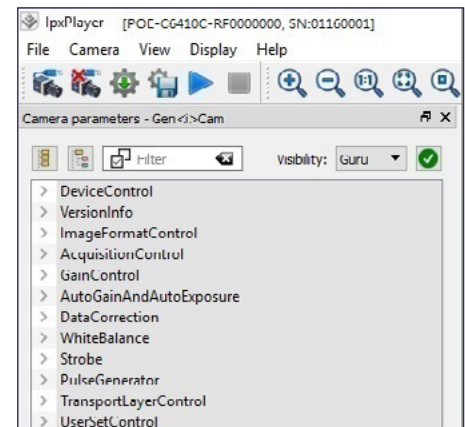 IpxPlayer [POE-C6410C-RF0000000, SN:01160001]
File Camera View Display Help
Camera parameters - Gen<i>Cam
Filter Visibility: Guru
DeviceControl
VersionInfo
ImageFormatControl
AcquisitionControl
GainControl
AutoGainAndAutoExposure
DataCorrection
WhiteBalance
Strobe
PulseGenerator
TransportLayerControl
UserSetControl